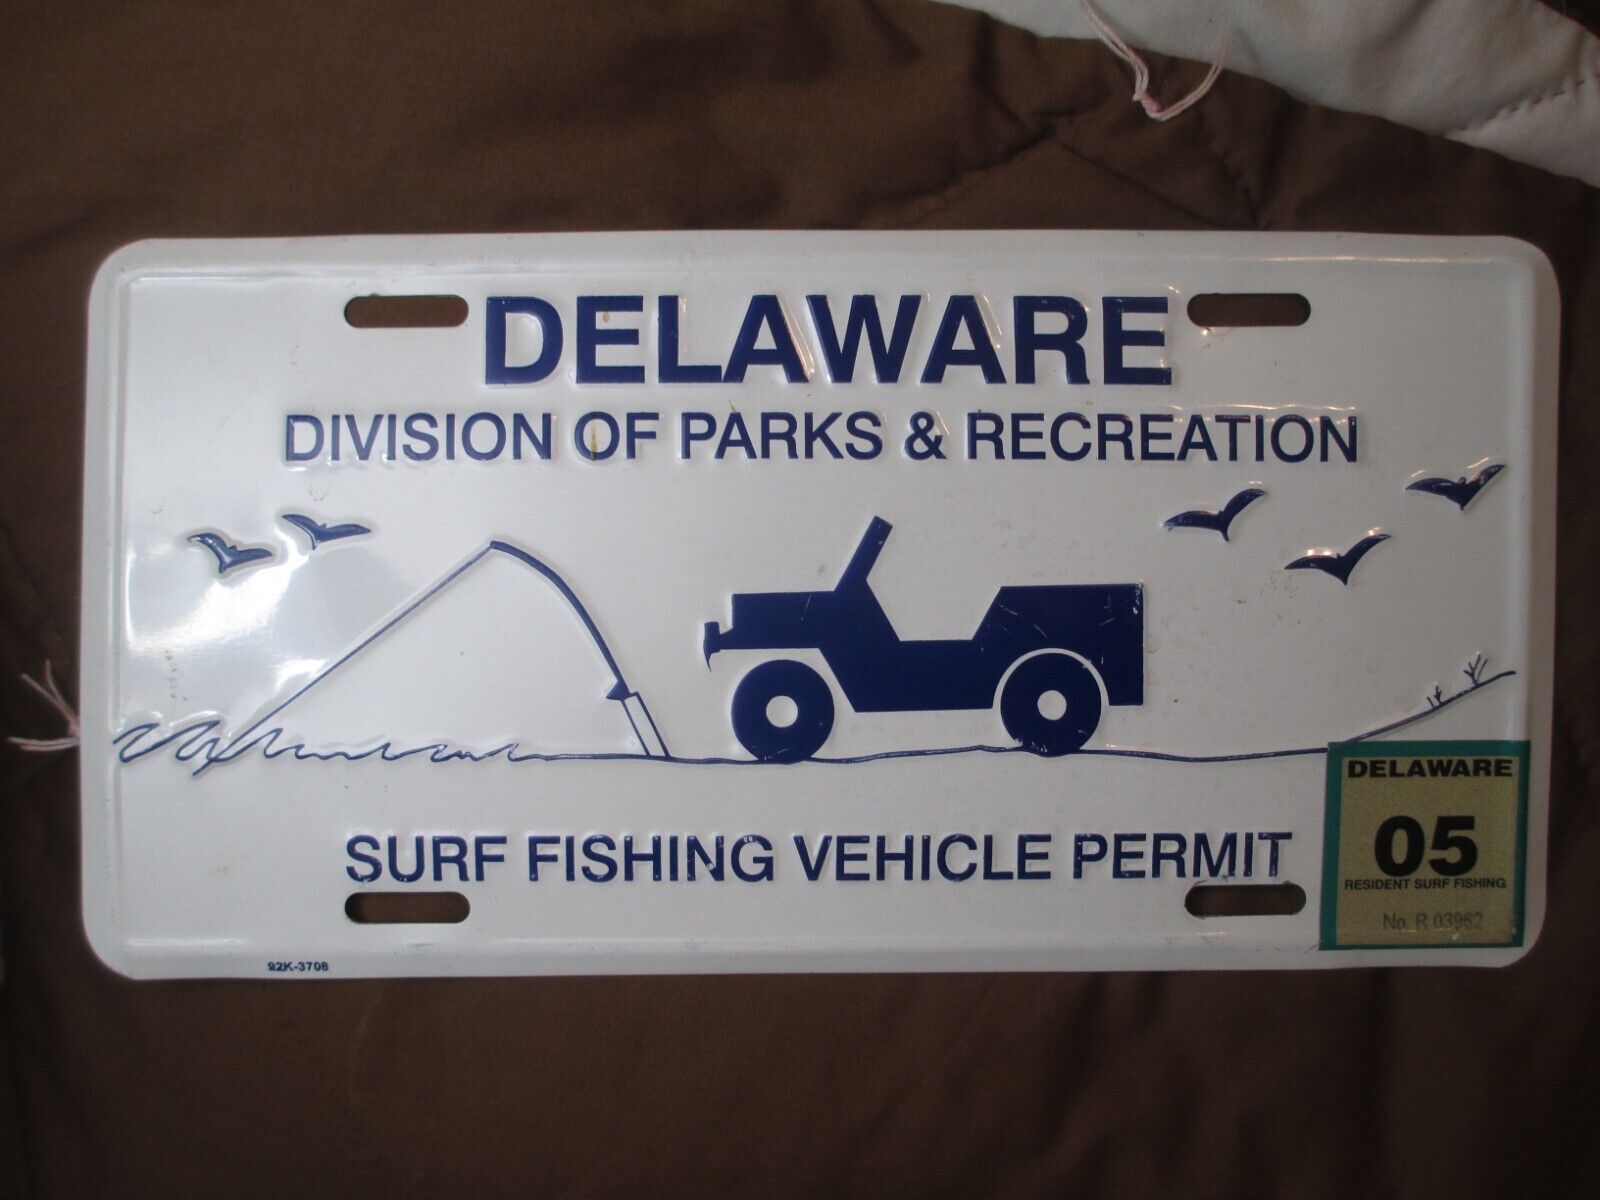 DELAWARE
DIVISION OF PARKS & RECREATION
SURF FISHING VEHICLE PERMIT
DELAWARE
05
RESIDENT SURF FISHING
No. R 03962
92K-3708